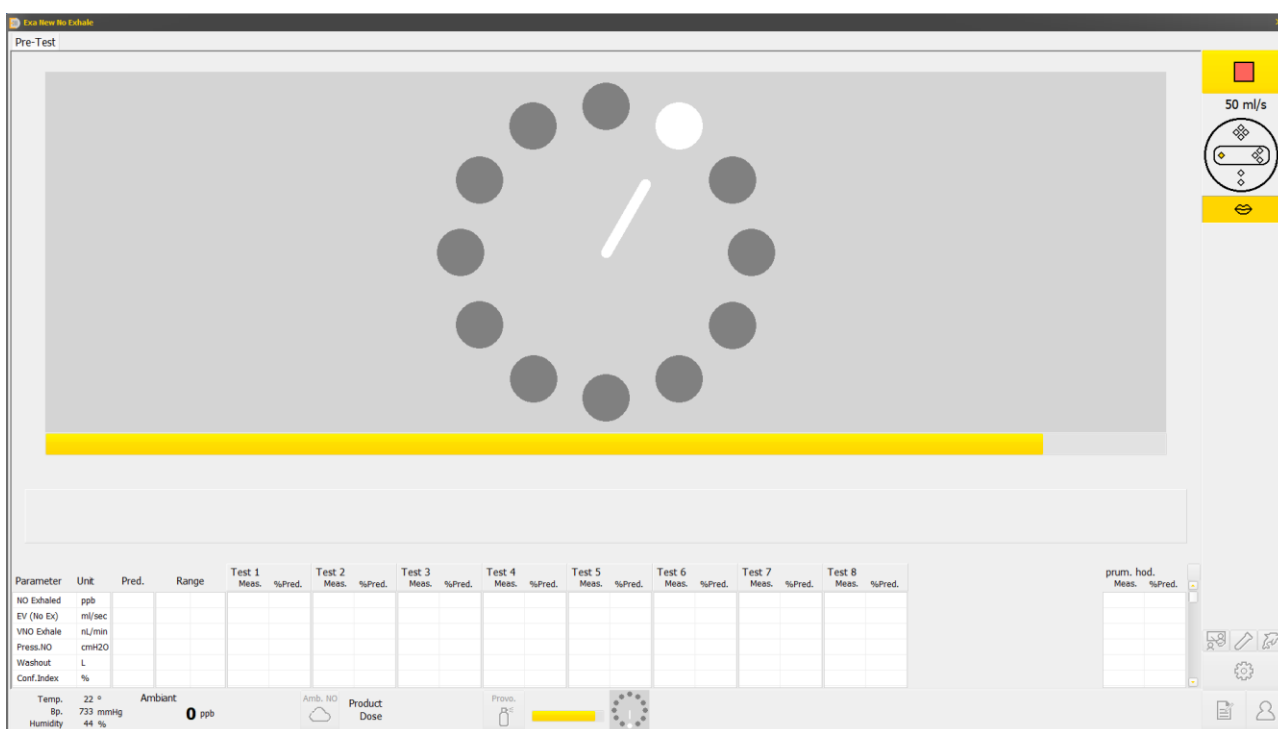 Exa New No Exhale
Pre-Test
50 ml/s
Test 1 Test 2 Test 3 Test 4 Test 5 Test 6 Test 7 Test 8 prum. hod.
Parameter Unit Pred. Range Meas. %Pred. Meas. %Pred. Meas. %Pred. Meas. %Pred. Meas. %Pred. Meas. %Pred. Meas. %Pred. Meas. %Pred. Meas. %Pred.
NO Exhaled ppb
EV (No Ex) ml/sec
VNO Exhale nL/min
Press.NO cmH2O
Washout L
Conf.Index %
Temp. 22 º Ambiant Amb. NO Product Provo.
Bp. 733 mmHg 0 ppb Dose
Humidity 44 %